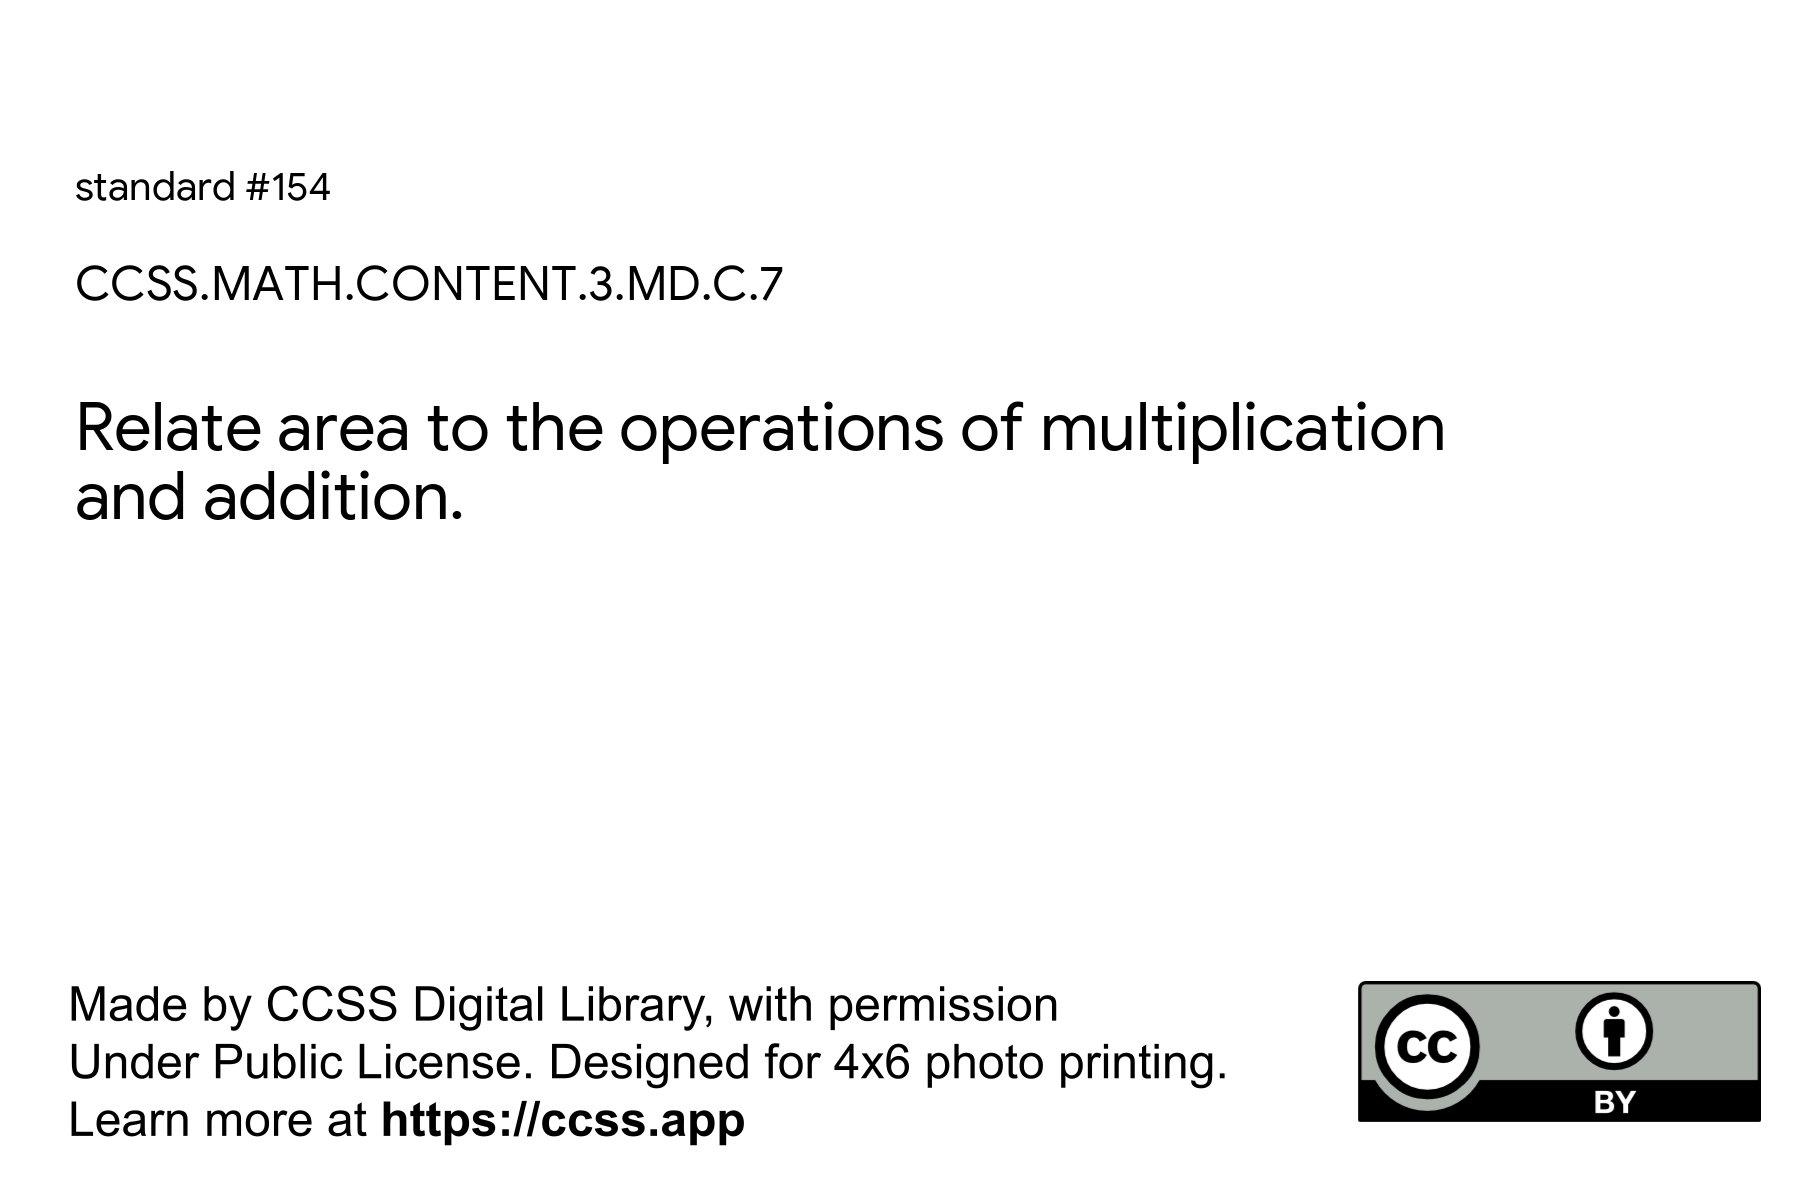 standard #154
CCSS.MATH.CONTENT.3.MD.C.7
Relate area to the operations of multiplication
and addition.
Made by CCSS Digital Library, with permission
Under Public License. Designed for 4x6 photo printing.
Learn more at https://ccss.app
cc
BY